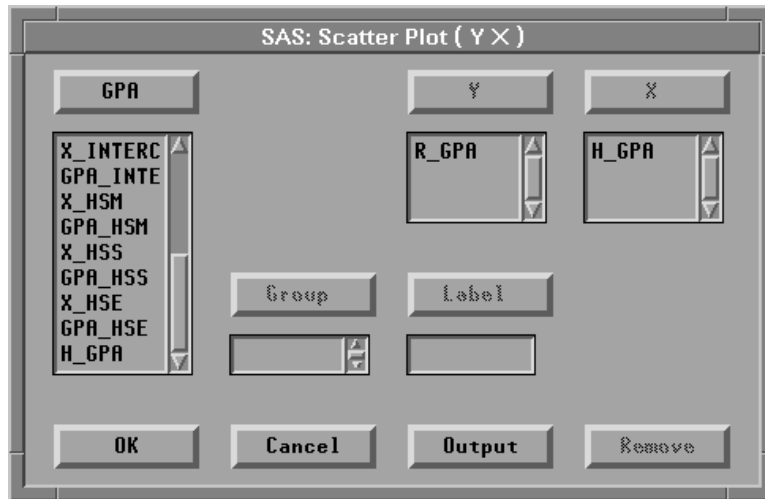 SAS: Scatter Plot ( Y X )
GPA
Y
X
X_INTERC
GPA_INTE
X_HSM
GPA_HSM
X_HSS
GPA_HSS
X_HSE
GPA_HSE
H_GPA
R_GPA
H_GPA
Group
Label
OK
Cancel
Output
Remove